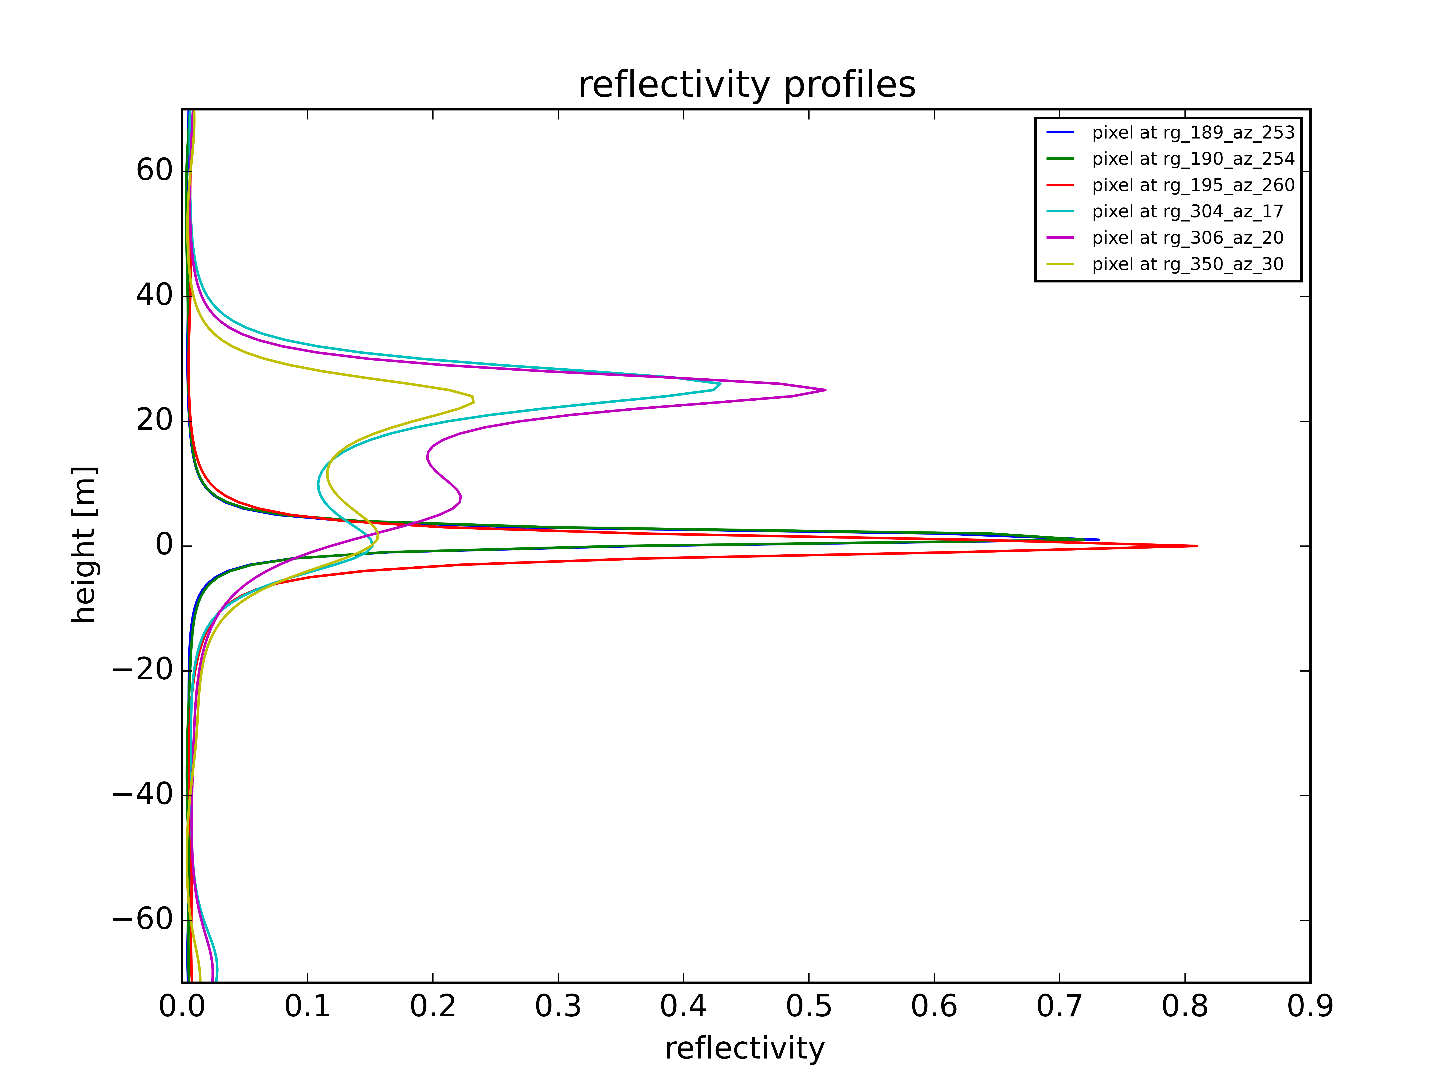 reflectivity profiles
pixel at rg_189_az_253
pixel at rg_190_az_254
pixel at rg_195_az_260
pixel at rg_304_az_17
pixel at rg_306_az_20
pixel at rg_350_az_30
60
40
20
0
−20
−40
−60
height [m]
0.0 0.1 0.2 0.3 0.4 0.5 0.6 0.7 0.8 0.9
reflectivity